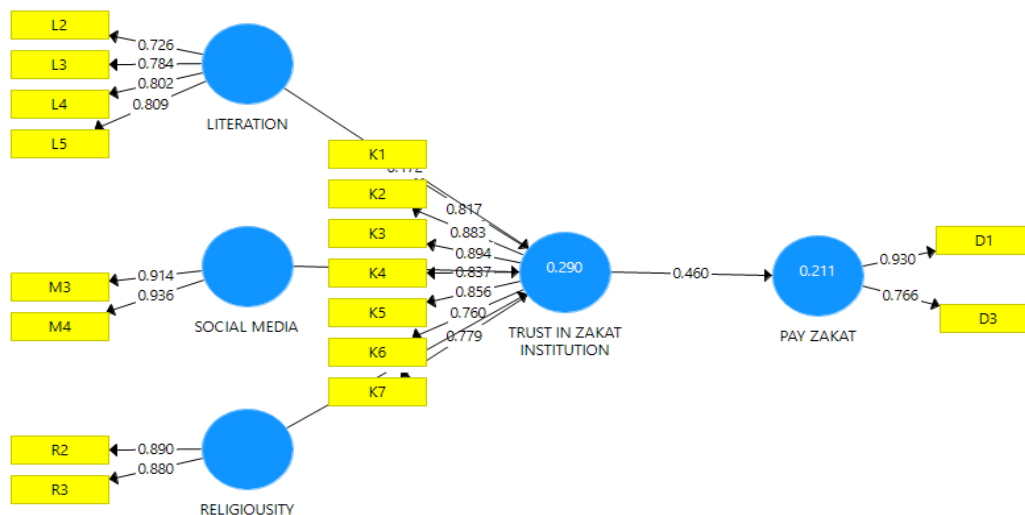 L2
0.726
L3
0.784
L4
0.802
L5
0.809
LITERATION
K1
K2
0.817
0.883
K3
0.894
K4
0.837
K5
0.856
K6
0.760
0.779
K7
M3
0.914
M4
0.936
SOCIAL MEDIA
0.290
TRUST IN ZAKAT
INSTITUTION
0.460
0.211
PAY ZAKAT
D1
0.930
0.766
D3
R2
0.890
R3
0.880
RELIGIOUSITY